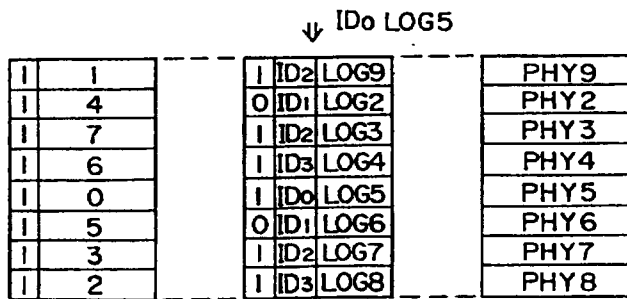 ⇓ IDo LOG5
1 1 1 ID2 LOG9 PHY9
1 4 0 ID1 LOG2 PHY2
1 7 1 ID2 LOG3 PHY3
1 6 1 ID3 LOG4 PHY4
1 0 1 IDo LOG5 PHY5
1 5 0 ID1 LOG6 PHY6
1 3 1 ID2 LOG7 PHY7
1 2 1 ID3 LOG8 PHY8